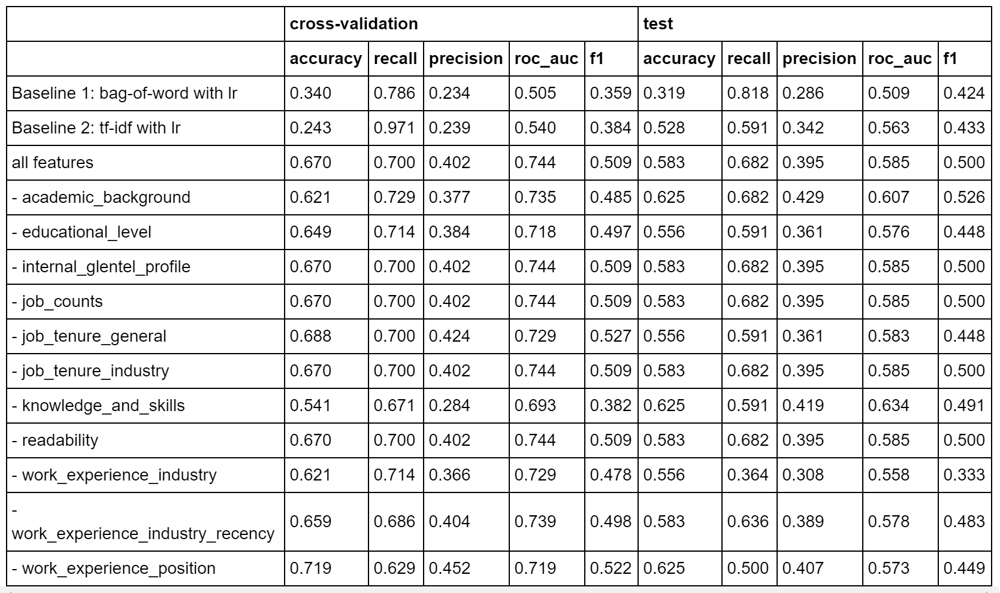 cross-validation test
accuracy recall precision roc_auc f1 accuracy recall precision roc_auc f1
Baseline 1: bag-of-word with lr 0.340 0.786 0.234 0.505 0.359 0.319 0.818 0.286 0.509 0.424
Baseline 2: tf-idf with lr 0.243 0.971 0.239 0.540 0.384 0.528 0.591 0.342 0.563 0.433
all features 0.670 0.700 0.402 0.744 0.509 0.583 0.682 0.395 0.585 0.500
- academic_background 0.621 0.729 0.377 0.735 0.485 0.625 0.682 0.429 0.607 0.526
- educational_level 0.649 0.714 0.384 0.718 0.497 0.556 0.591 0.361 0.576 0.448
- internal_glentel_profile 0.670 0.700 0.402 0.744 0.509 0.583 0.682 0.395 0.585 0.500
- job_counts 0.670 0.700 0.402 0.744 0.509 0.583 0.682 0.395 0.585 0.500
- job_tenure_general 0.688 0.700 0.424 0.729 0.527 0.556 0.591 0.361 0.583 0.448
- job_tenure_industry 0.670 0.700 0.402 0.744 0.509 0.583 0.682 0.395 0.585 0.500
- knowledge_and_skills 0.541 0.671 0.284 0.693 0.382 0.625 0.591 0.419 0.634 0.491
- readability 0.670 0.700 0.402 0.744 0.509 0.583 0.682 0.395 0.585 0.500
- work_experience_industry 0.621 0.714 0.366 0.729 0.478 0.556 0.364 0.308 0.558 0.333
-
work_experience_industry_recency 0.659 0.686 0.404 0.739 0.498 0.583 0.636 0.389 0.578 0.483
- work_experience_position 0.719 0.629 0.452 0.719 0.522 0.625 0.500 0.407 0.573 0.449